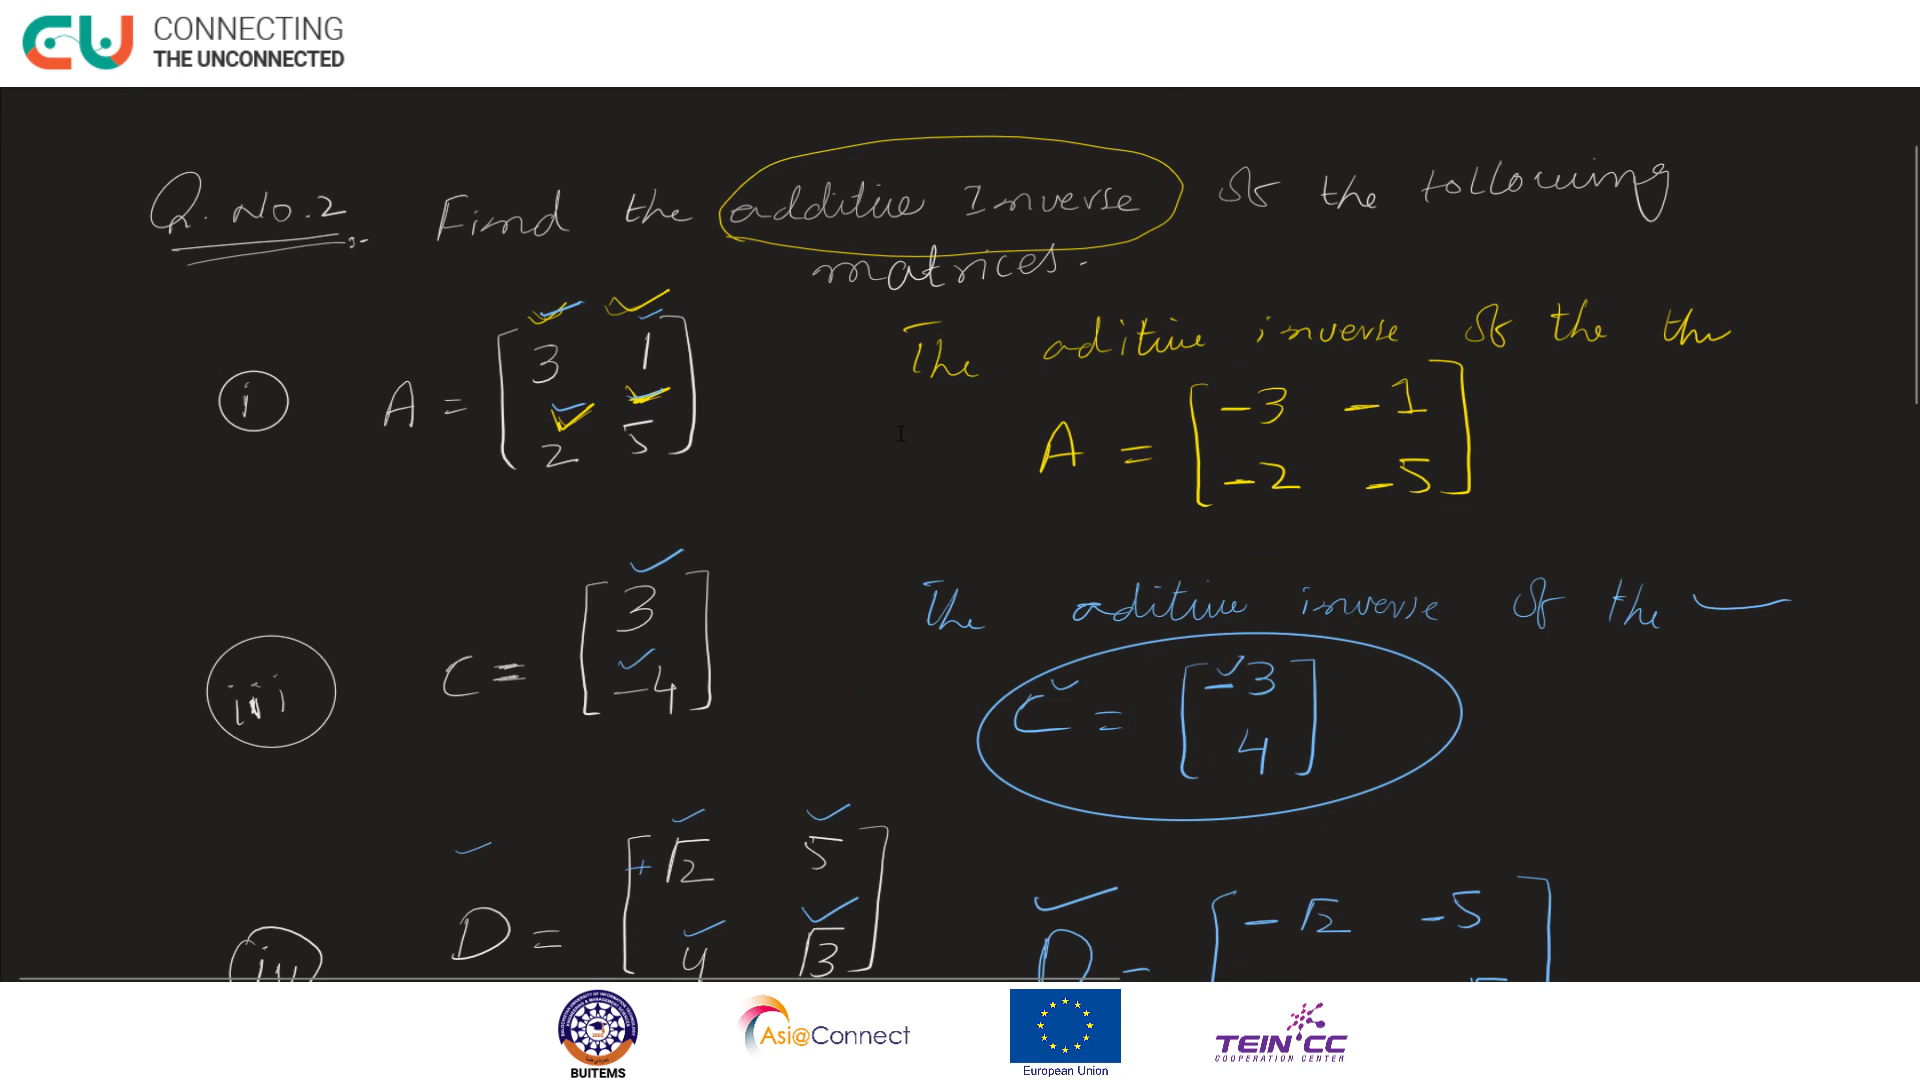 CONNECTING
THE UNCONNECTED
Q. No. 2 Find the additive Inverse of the following
matrices.
i A = [ 3 1
2 5 ]
The aditive inverse of the the
A = [ -3 -1
-2 -5 ]
iii C = [ 3
-4 ]
The aditive inverse of the
C = [ -3
4 ]
iv D = [ +√2 5
4 √3 ]
D = [ -√2 -5
BUITEMS
Asi@Connect
European Union
TEIN*CC
COOPERATION CENTER